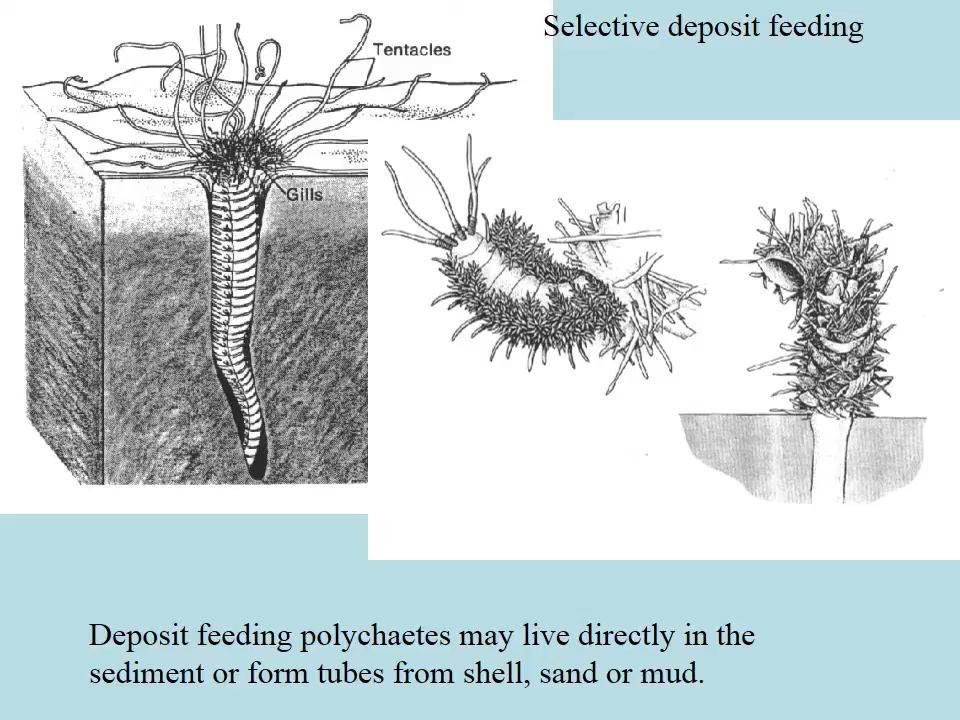 Selective deposit feeding
Tentacles
Gills
Deposit feeding polychaetes may live directly in the
sediment or form tubes from shell, sand or mud.